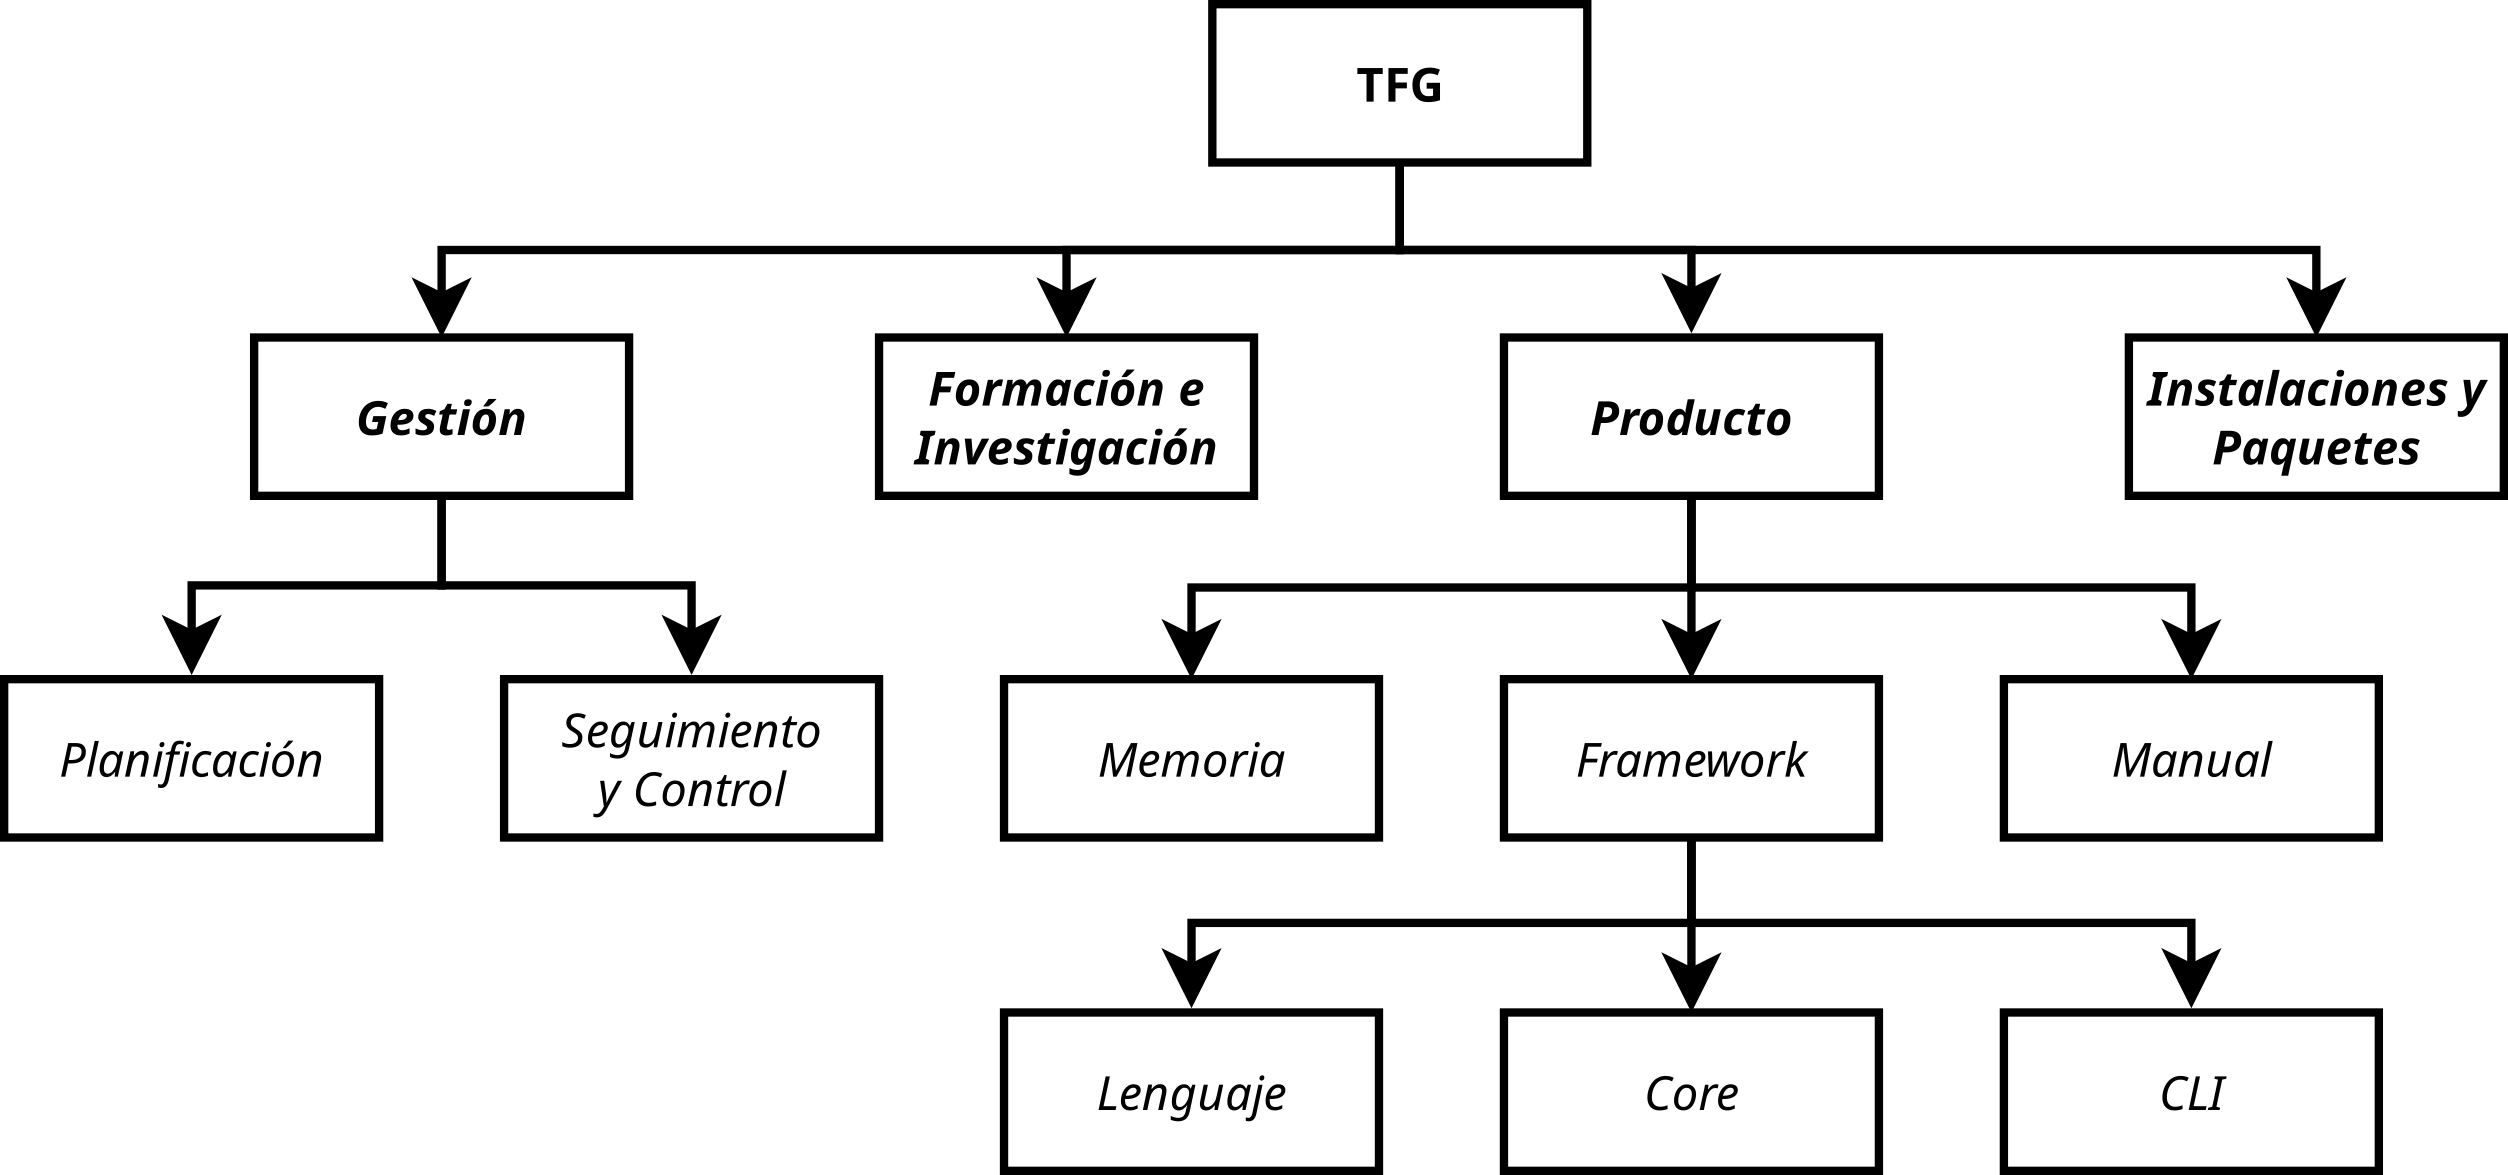 TFG
Gestión
Formación e
Investigación
Producto
Instalaciones y
Paquetes
Planificación
Seguimiento
y Control
Memoria
Framework
Manual
Lenguaje
Core
CLI